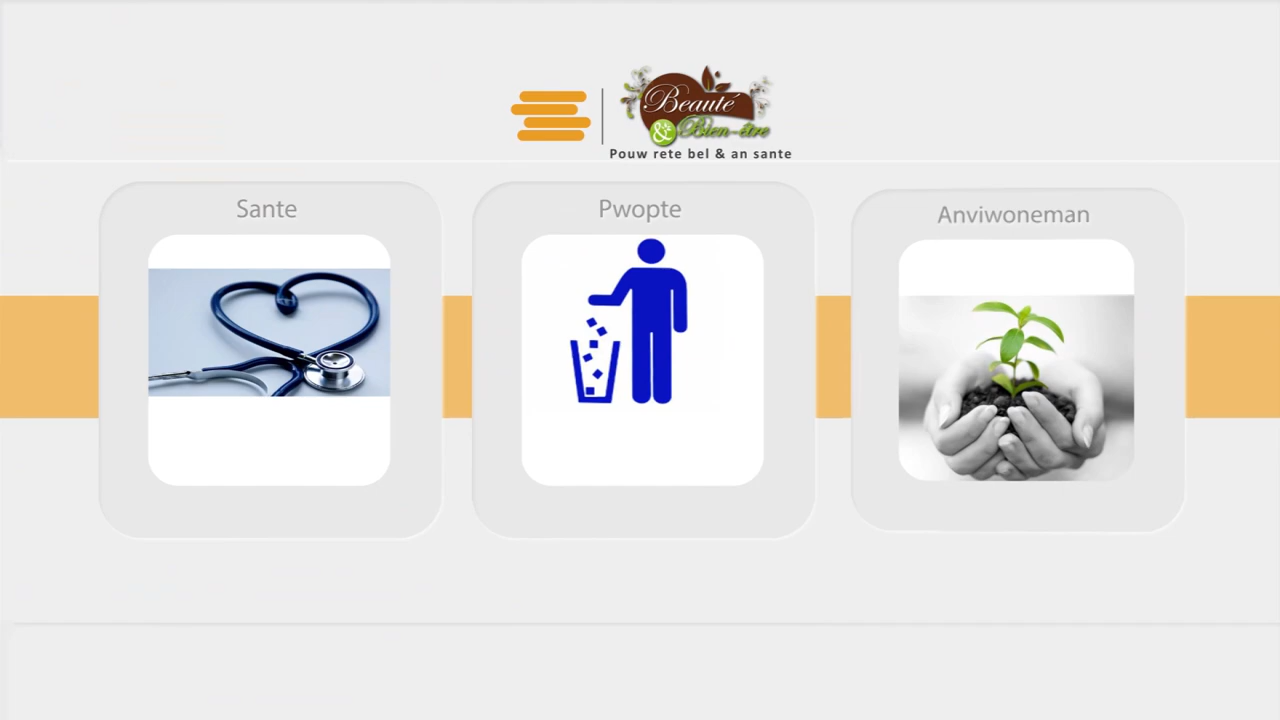 Beauté
& Bien-être
Pouw rete bel & an sante
Sante
Pwopte
Anviwoneman